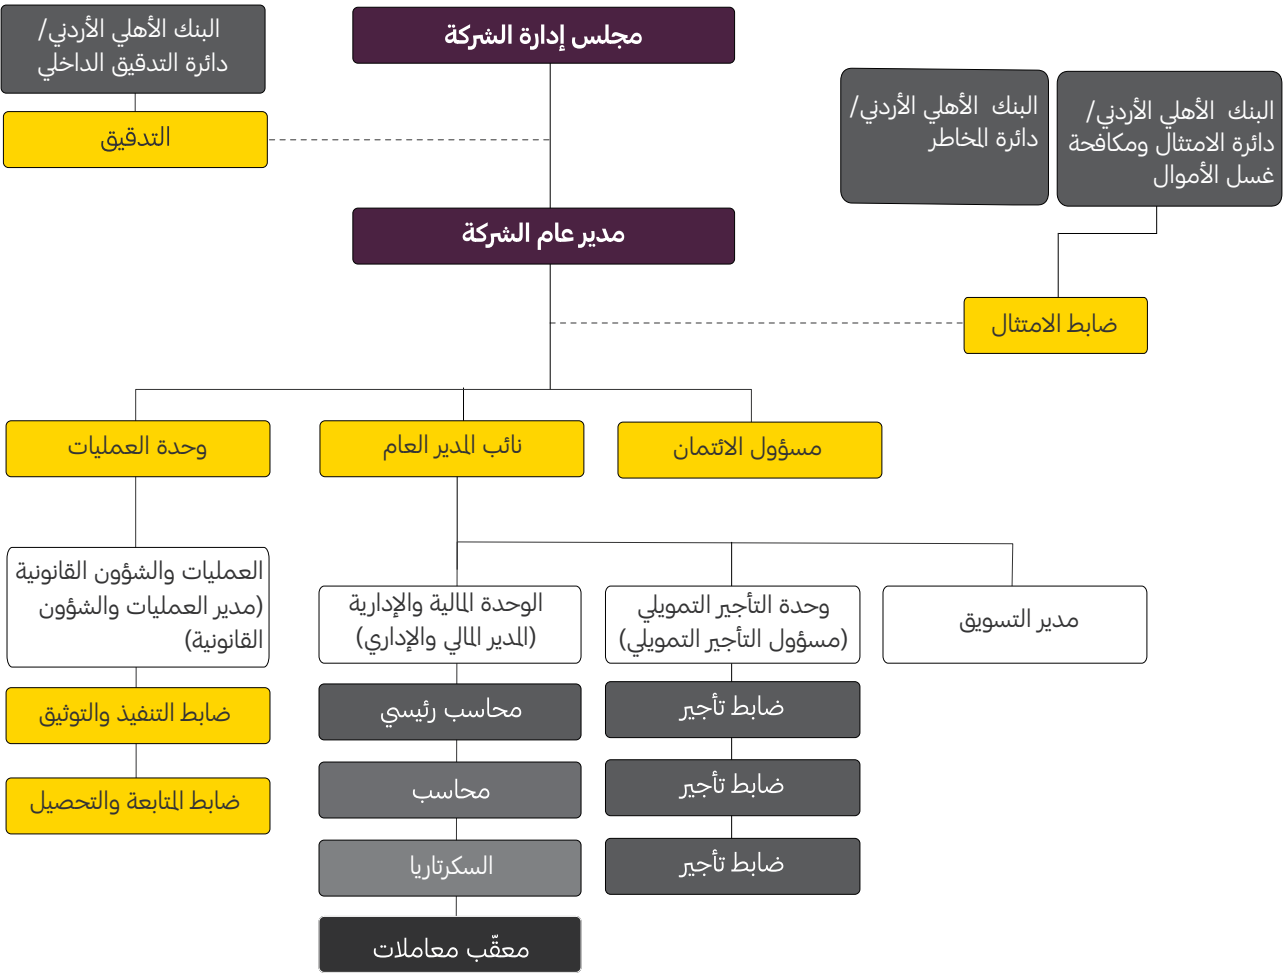 مجلس إدارة الشركة
البنك الأهلي الأردني/
دائرة التدقيق الداخلي
التدقيق
البنك الأهلي الأردني/
دائرة الامتثال ومكافحة
غسل الأموال
البنك الأهلي الأردني/
دائرة المخاطر
مدير عام الشركة
ضابط الامتثال
مسؤول الائتمان
نائب المدير العام
وحدة العمليات
مدير التسويق
وحدة التأجير التمويلي
(مسؤول التأجير التمويلي)
ضابط تأجير
ضابط تأجير
ضابط تأجير
الوحدة المالية والإدارية
(المدير المالي والإداري)
محاسب رئيسي
محاسب
السكرتاريا
معقّب معاملات
العمليات والشؤون القانونية
(مدير العمليات والشؤون
القانونية)
ضابط التنفيذ والتوثيق
ضابط المتابعة والتحصيل